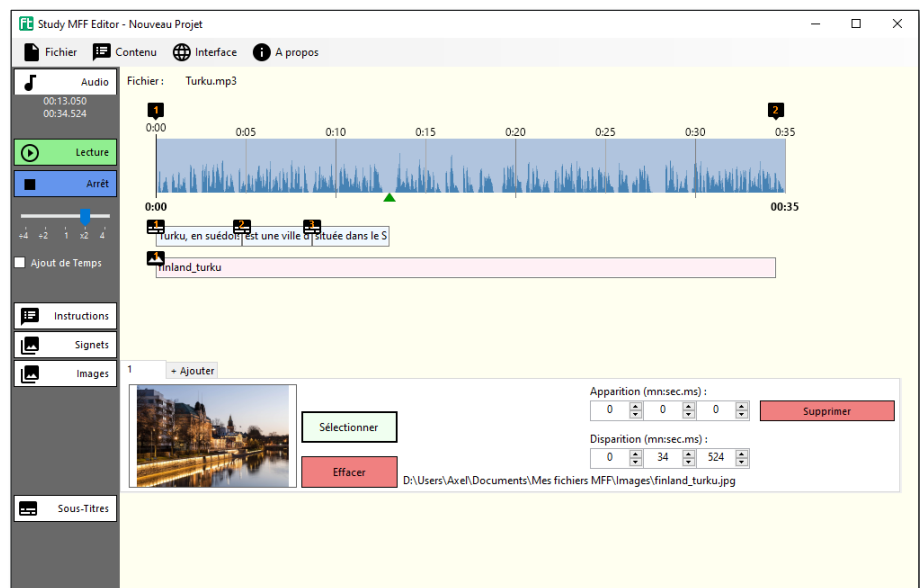 Study MFF Editor - Nouveau Projet
Fichier Contenu Interface A propos
Audio
00:13.050
00:34.524
Lecture
Arrêt
÷4 ÷2 1 x2 4
Ajout de Temps
Instructions
Signets
Images
Sous-Titres
Fichier : Turku.mp3
1 2
0:00 0:05 0:10 0:15 0:20 0:25 0:30 0:35
0:00 00:35
1 2 3
Turku, en suédois est une ville d située dans le S
1
finland_turku
1 + Ajouter
Sélectionner
Effacer
Apparition (mn:sec.ms) :
0 0 0
Supprimer
Disparition (mn:sec.ms) :
0 34 524
D:\Users\Axel\Documents\Mes fichiers MFF\Images\finland_turku.jpg